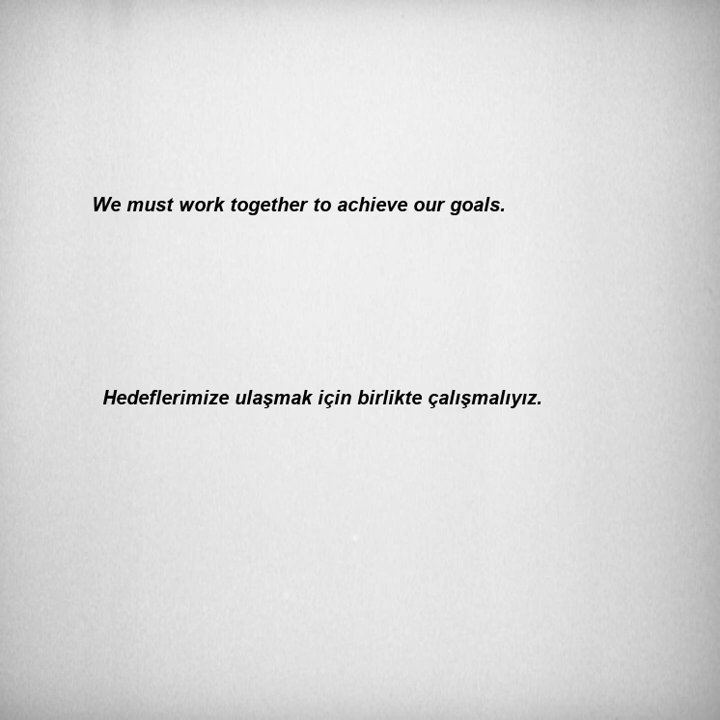 We must work together to achieve our goals.
Hedeflerimize ulaşmak için birlikte çalışmalıyız.